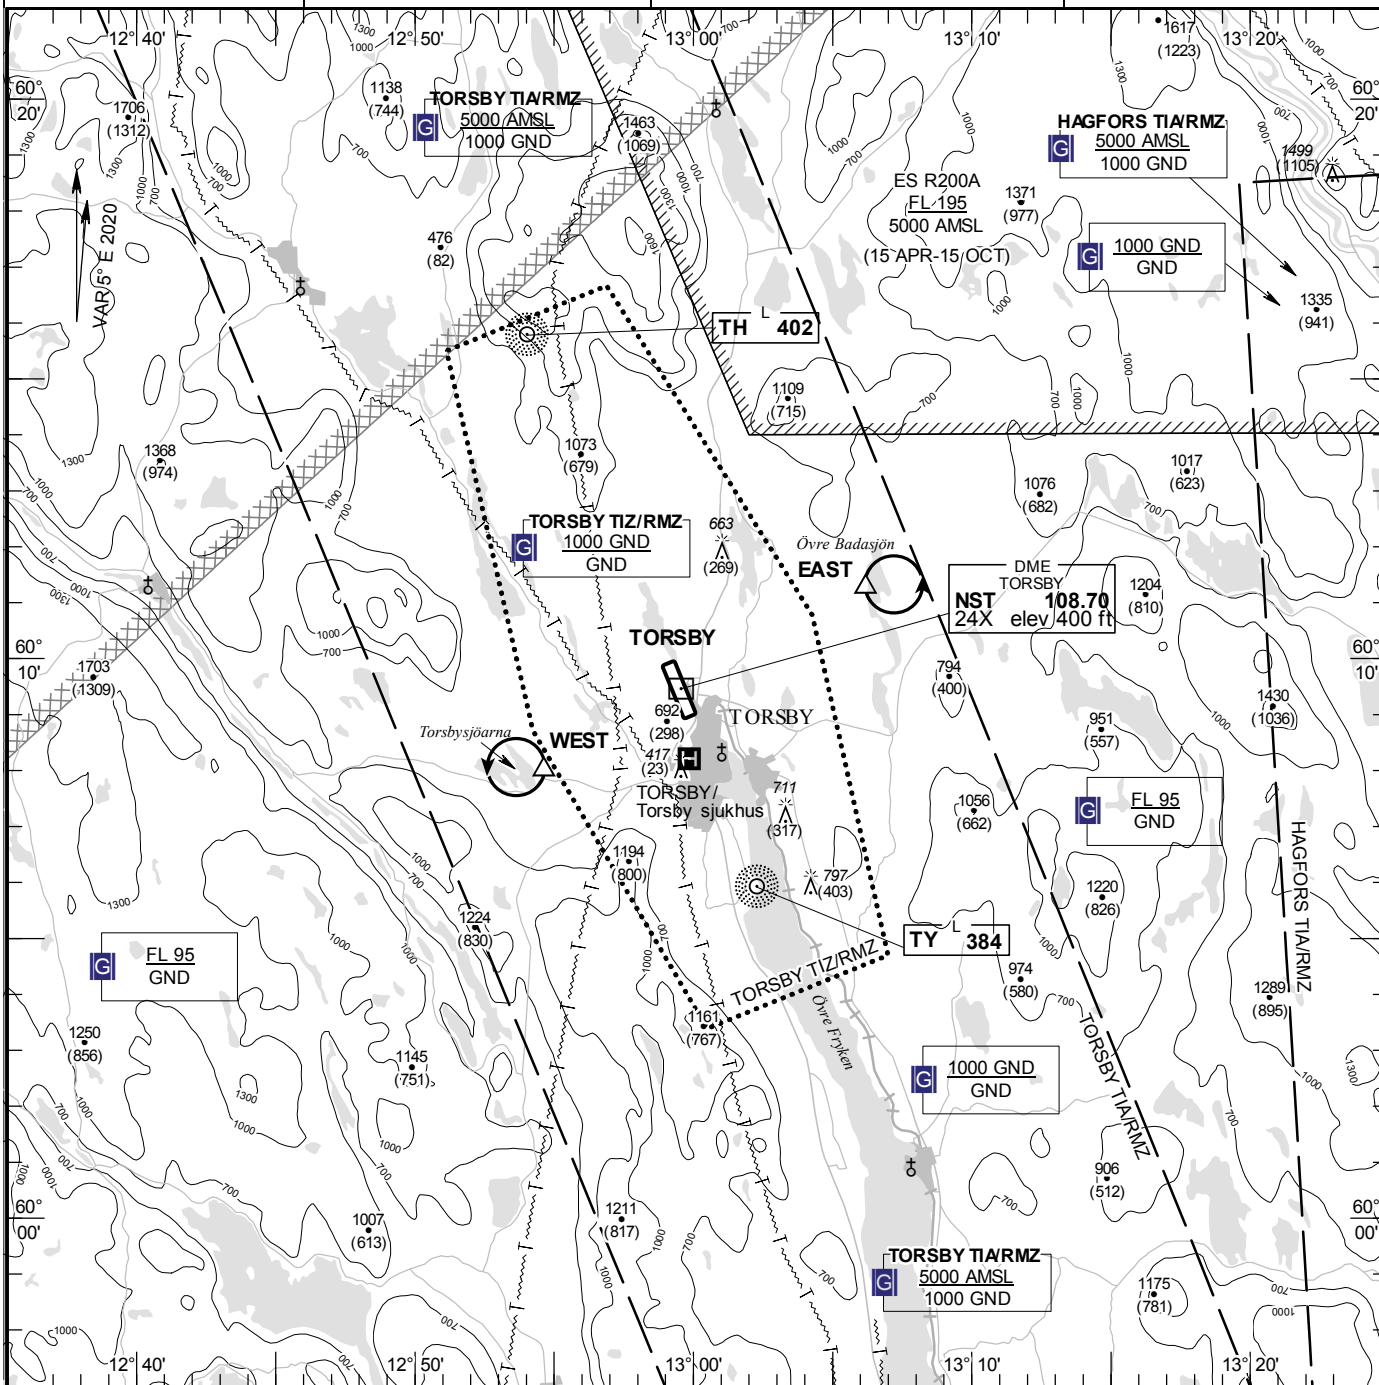 12°40'
12°50'
13°00'
13°10'
13°20'
60°
20'
60°
20'
1706
(1312)
1138
(744)
G
TORSBY TIA/RMZ
5000 AMSL
1000 GND
1463
(1069)
1617
(1223)
HAGFORS TIA/RMZ
G
5000 AMSL
1000 GND
1499
(1105)
ES R200A
FL 195
5000 AMSL
(15 APR-15 OCT)
1371
(977)
G
1000 GND
GND
VAR 5° E 2020
476
(82)
1335
(941)
TH L 402
1109
(715)
1368
(974)
1073
(679)
1017
(623)
1076
(682)
TORSBY TIZ/RMZ
G
1000 GND
GND
663
(269)
Övre Badasjön
EAST
DME
TORSBY
NST 108.70
24X elev 400 ft
1204
(810)
60°
10'
60°
10'
1703
(1309)
TORSBY
794
(400)
692
(298)
TORSBY
951
(557)
1430
(1036)
Torsbysjöarna
WEST
417
(23)
H
TORSBY/
Torsby sjukhus
711
(317)
1056
(662)
G
FL 95
GND
HAGFORS TIA/RMZ
1194
(800)
797
(403)
1220
(826)
1224
(830)
TY L 384
G
FL 95
GND
TORSBY TIZ/RMZ
974
(580)
1289
(895)
1161
(767)
Övre Fryken
TORSBY TIA/RMZ
1250
(856)
1145
(751)
G
1000 GND
GND
906
(512)
60°
00'
60°
00'
1007
(613)
1211
(817)
TORSBY TIA/RMZ
G
5000 AMSL
1000 GND
1175
(781)
12°40'
12°50'
13°00'
13°10'
13°20'